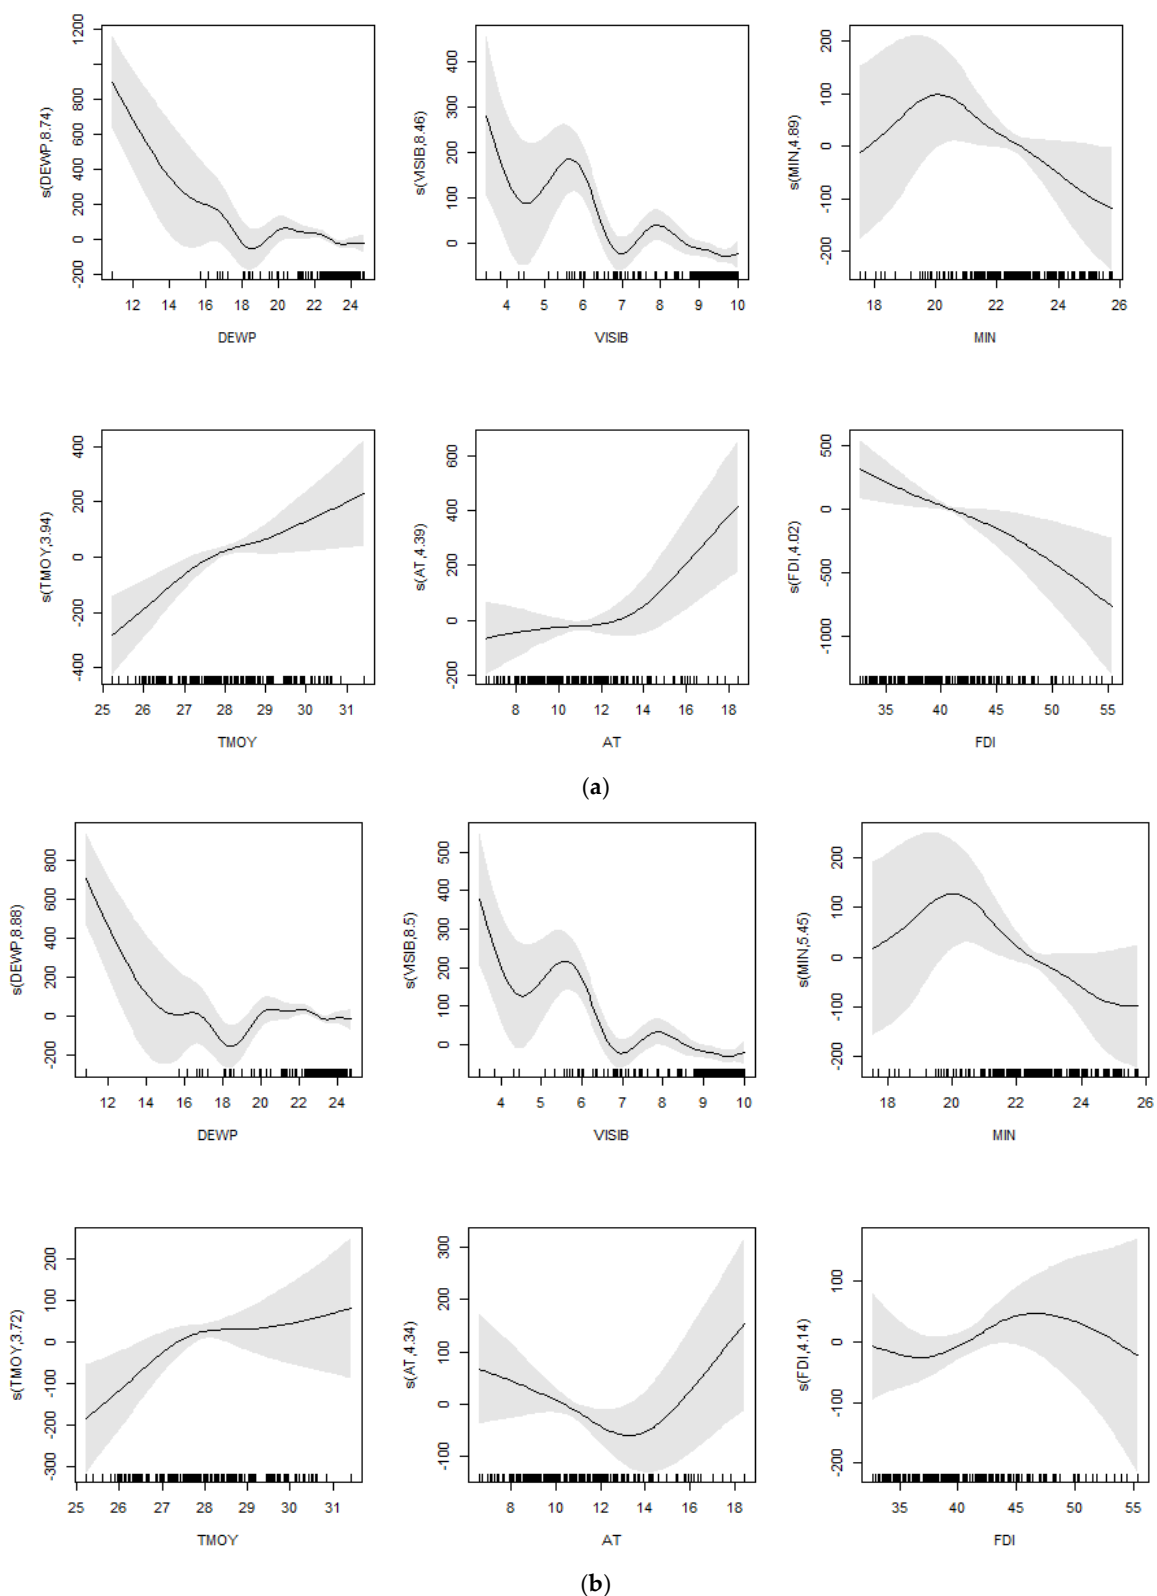 s(DEWP,8.74)
1200
800
600
400
200
0
-200
12 14 16 18 20 22 24
DEWP
s(VISIB,8.46)
400
300
200
100
0
4 5 6 7 8 9 10
VISIB
s(MIN,4.89)
200
100
0
-100
-200
18 20 22 24 26
MIN
s(TMOY,3.94)
400
200
0
-200
-400
25 26 27 28 29 30 31
TMOY
s(AT,4.39)
600
400
200
0
-200
8 10 12 14 16 18
AT
s(FDI,4.02)
500
0
-500
-1000
35 40 45 50 55
FDI
(a)
s(DEWP,8.88)
800
600
400
200
0
-200
12 14 16 18 20 22 24
DEWP
s(VISIB,8.5)
500
400
300
200
100
0
4 5 6 7 8 9 10
VISIB
s(MIN,5.45)
200
100
0
-100
-200
18 20 22 24 26
MIN
s(TMOY,3.72)
200
100
0
-100
-200
-300
25 26 27 28 29 30 31
TMOY
s(AT,4.34)
300
200
100
0
-100
8 10 12 14 16 18
AT
s(FDI,4.14)
100
0
-100
-200
35 40 45 50 55
FDI
(b)